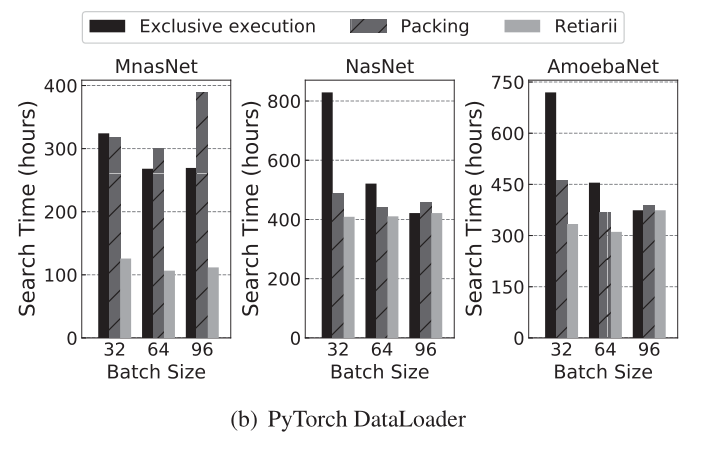 Exclusive execution Packing Retiarii
MnasNet NasNet AmoebaNet
Search Time (hours)
400
300
200
100
0
32 64 96
Batch Size
Search Time (hours)
800
600
400
200
0
32 64 96
Batch Size
Search Time (hours)
750
600
450
300
150
0
32 64 96
Batch Size
(b) PyTorch DataLoader